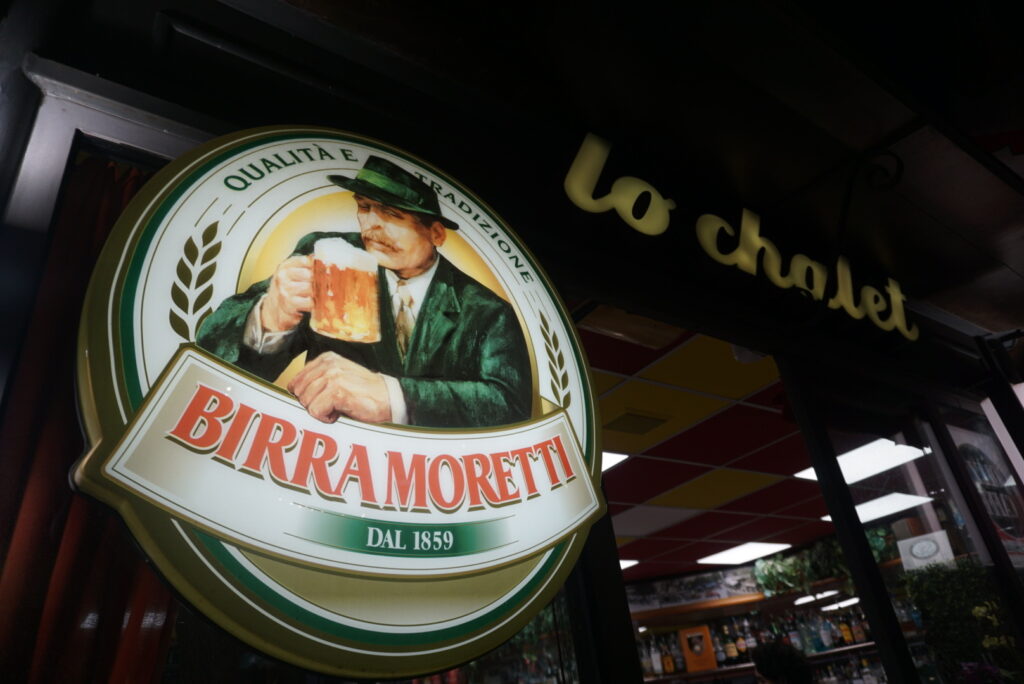 QUALITÀ E TRADIZIONE
BIRRA MORETTI
DAL 1859
lo chalet